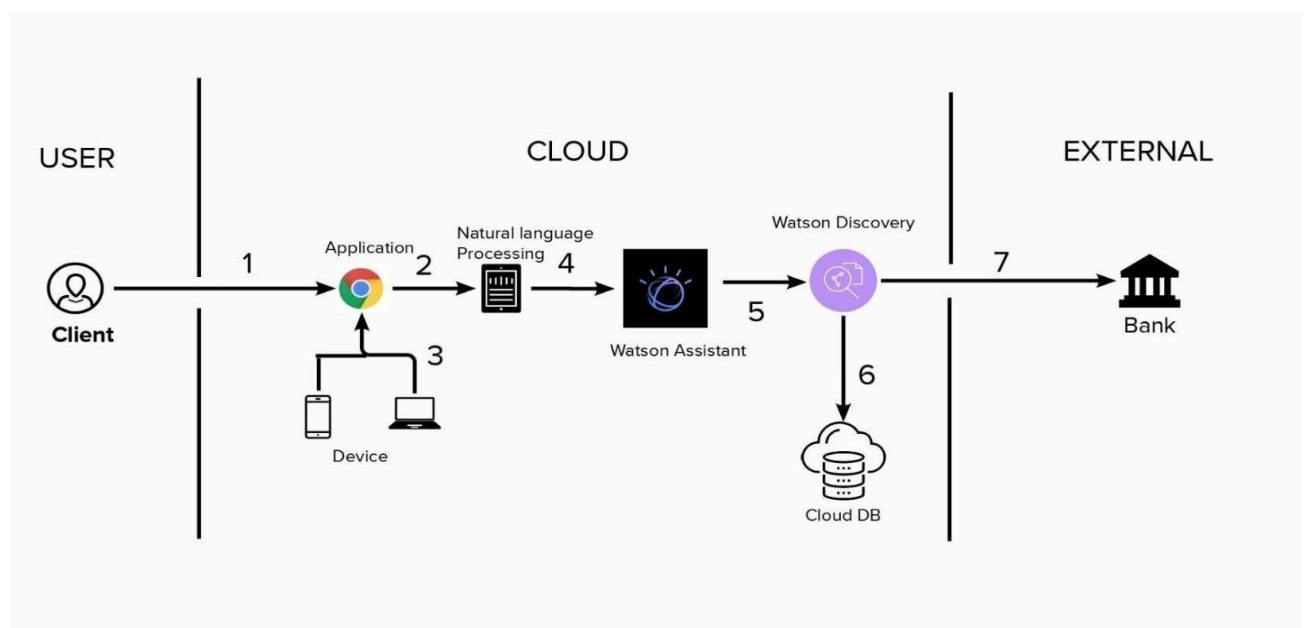 USER
CLOUD
EXTERNAL
Client
1
Application
2
3
Device
Natural language
Processing
4
Watson Assistant
5
Watson Discovery
6
Cloud DB
7
Bank